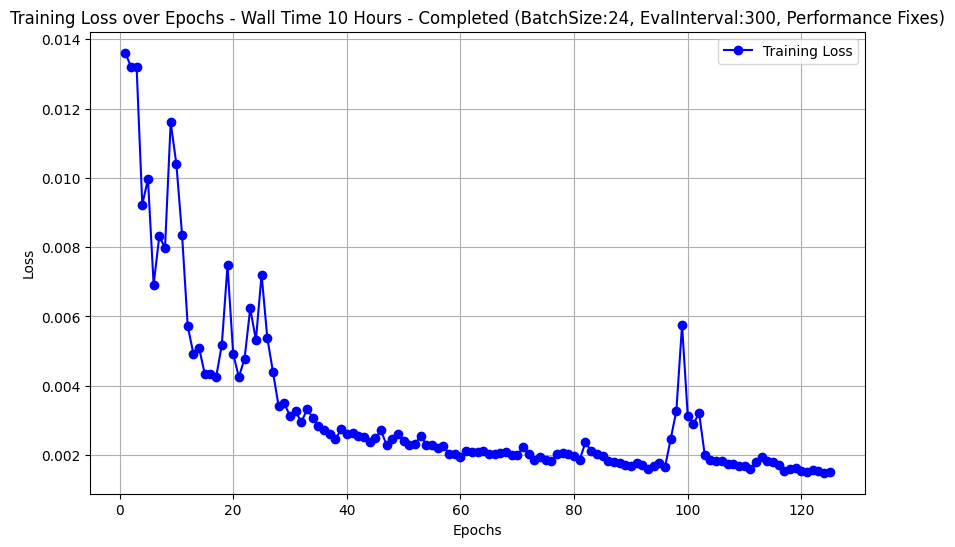 Training Loss over Epochs - Wall Time 10 Hours - Completed (BatchSize:24, EvalInterval:300, Performance Fixes)
Training Loss
0.014
0.012
0.010
0.008
0.006
0.004
0.002
Loss
0 20 40 60 80 100 120
Epochs